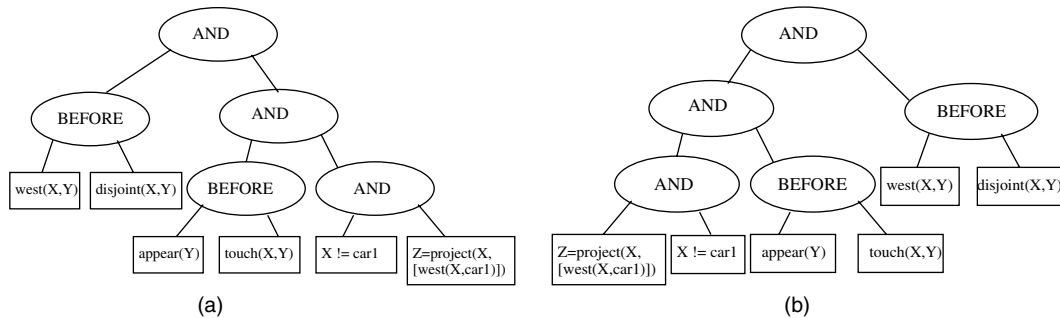 AND
BEFORE
AND
west(X,Y)
disjoint(X,Y)
BEFORE
AND
appear(Y)
touch(X,Y)
X != car1
Z=project(X,
[west(X,car1)])
(a)
AND
AND
BEFORE
AND
BEFORE
west(X,Y)
disjoint(X,Y)
Z=project(X,
[west(X,car1)])
X != car1
appear(Y)
touch(X,Y)
(b)